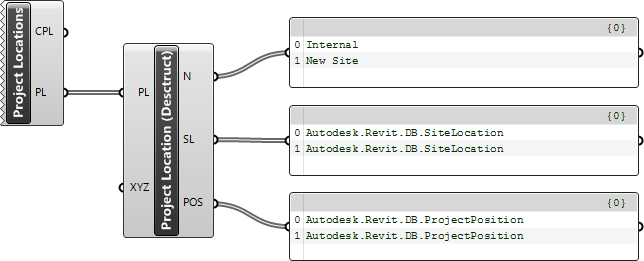 Project Locations
CPL
PL
Project Location (Desctruct)
PL
XYZ
N
SL
POS
{0}
0 Internal
1 New Site
{0}
0 Autodesk.Revit.DB.SiteLocation
1 Autodesk.Revit.DB.SiteLocation
{0}
0 Autodesk.Revit.DB.ProjectPosition
1 Autodesk.Revit.DB.ProjectPosition